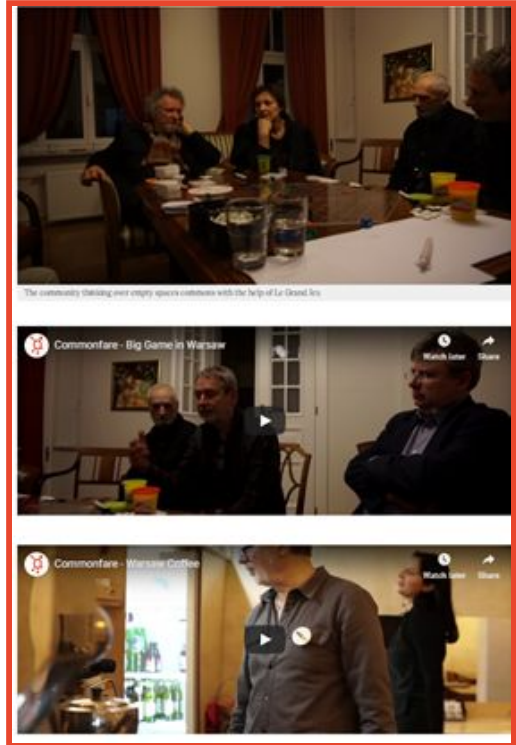 The community thinking over empty spaces commons with the help of Le Grand Jeu
Commonfare - Big Game in Warsaw
Watch later
Share
Commonfare - Warsaw Coffee
Watch later
Share